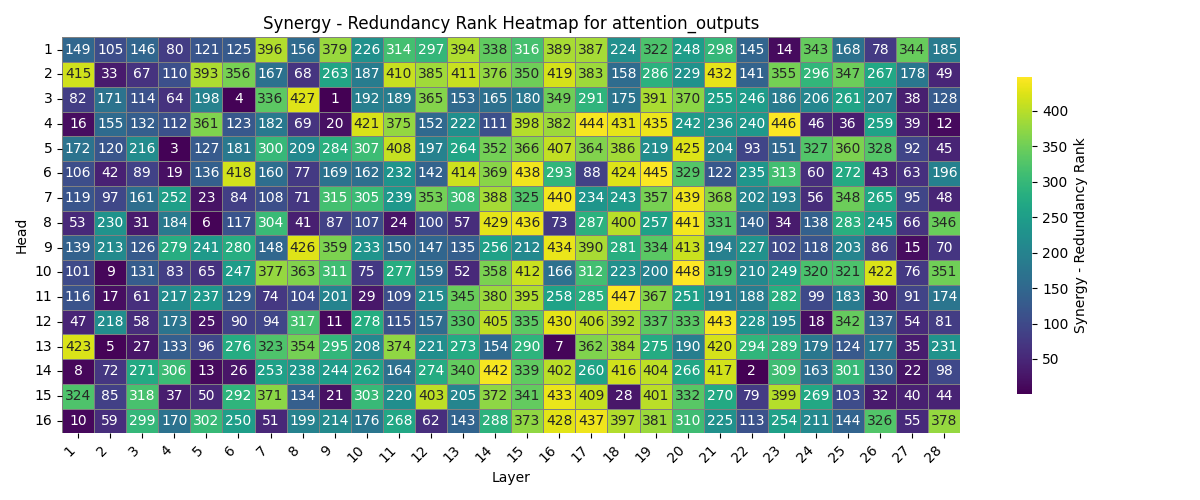 Synergy - Redundancy Rank Heatmap for attention_outputs
1 149 105 146 80 121 125 396 156 379 226 314 297 394 338 316 389 387 224 322 248 298 145 14 343 168 78 344 185
2 415 33 67 110 393 356 167 68 263 187 410 385 411 376 350 419 383 158 286 229 432 141 355 296 347 267 178 49
3 82 171 114 64 198 4 336 427 1 192 189 365 153 165 180 349 291 175 391 370 255 246 186 206 261 207 38 128
4 16 155 132 112 361 123 182 69 20 421 375 152 222 111 398 382 444 431 435 242 236 240 446 46 36 259 39 12
5 172 120 216 3 127 181 300 209 284 307 408 197 264 352 366 407 364 386 219 425 204 93 151 327 360 328 92 45
6 106 42 89 19 136 418 160 77 169 162 232 142 414 369 438 293 88 424 445 329 122 235 313 60 272 43 63 196
7 119 97 161 252 23 84 108 71 315 305 239 353 308 388 325 440 234 243 357 439 368 202 193 56 348 265 95 48
8 53 230 31 184 6 117 304 41 87 107 24 100 57 429 436 73 287 400 257 441 331 140 34 138 283 245 66 346
9 139 213 126 279 241 280 148 426 359 233 150 147 135 256 212 434 390 281 334 413 194 227 102 118 203 86 15 70
10 101 9 131 83 65 247 377 363 311 75 277 159 52 358 412 166 312 223 200 448 319 210 249 320 321 422 76 351
11 116 17 61 217 237 129 74 104 201 29 109 215 345 380 395 258 285 447 367 251 191 188 282 99 183 30 91 174
12 47 218 58 173 25 90 94 317 11 278 115 157 330 405 335 430 406 392 337 333 443 228 195 18 342 137 54 81
13 423 5 27 133 96 276 323 354 295 208 374 221 273 154 290 7 362 384 275 190 420 294 289 179 124 177 35 231
14 8 72 271 306 13 26 253 238 244 262 164 274 340 442 339 402 260 416 404 266 417 2 309 163 301 130 22 98
15 324 85 318 37 50 292 371 134 21 303 220 403 205 372 341 433 409 28 401 332 270 79 399 269 103 32 40 44
16 10 59 299 170 302 250 51 199 214 176 268 62 143 288 373 428 437 397 381 310 225 113 254 211 144 326 55 378
1 2 3 4 5 6 7 8 9 10 11 12 13 14 15 16 17 18 19 20 21 22 23 24 25 26 27 28
Layer
Head
400
350
300
250
200
150
100
50
Synergy - Redundancy Rank